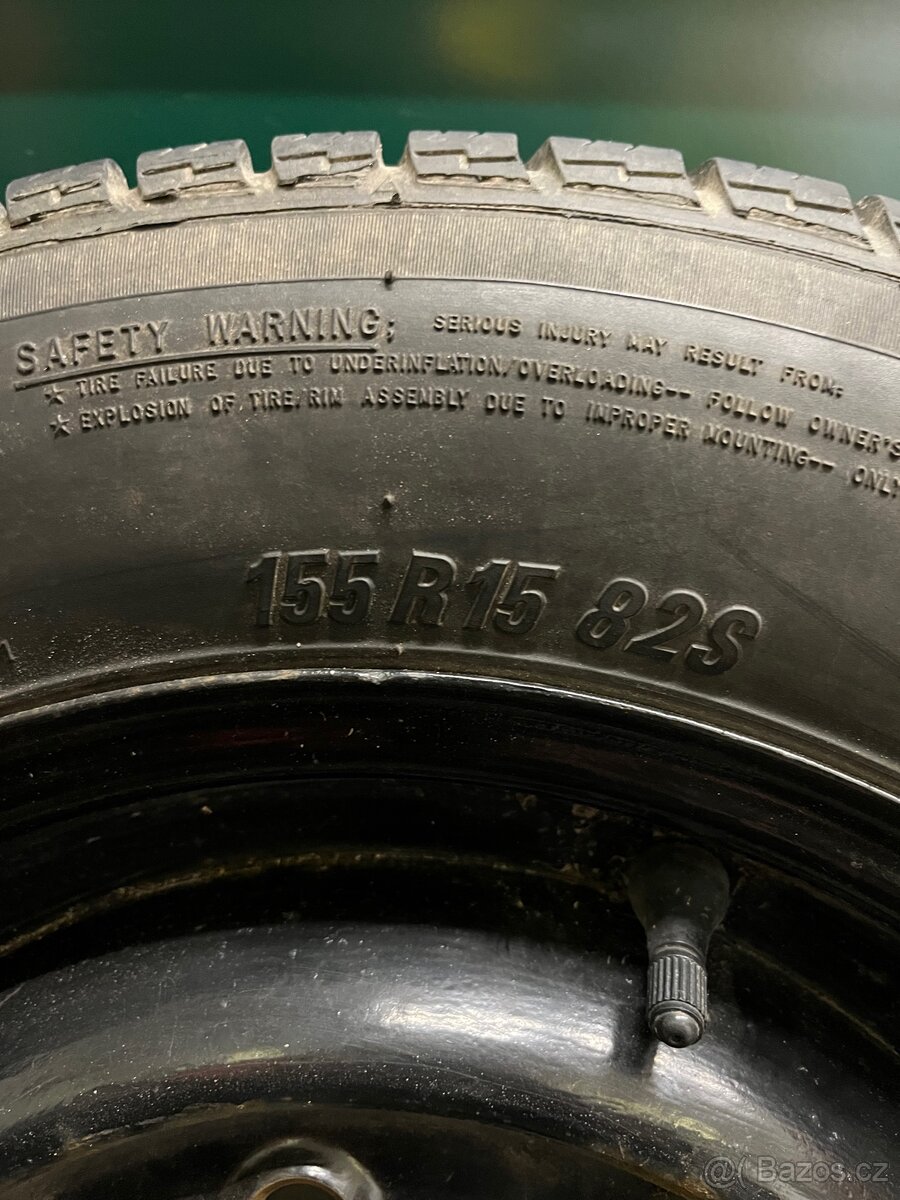 SAFETY WARNING; SERIOUS INJURY MAY RESULT FROM:
☆ TIRE FAILURE DUE TO UNDERINFLATION/OVERLOADING-- FOLLOW OWNER'S
☆ EXPLOSION OF TIRE/RIM ASSEMBLY DUE TO IMPROPER MOUNTING-- ONLY
155 R15 82S
@( Bazos.cz